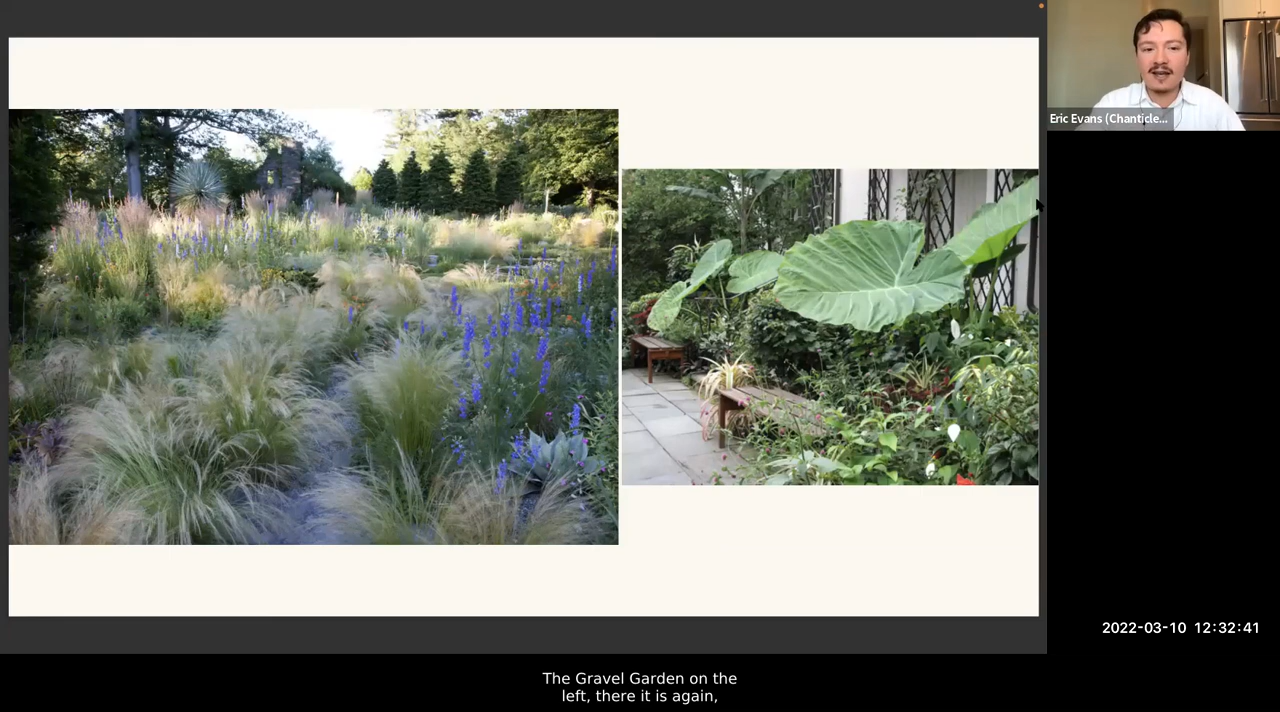 Eric Evans (Chanticle...
2022-03-10 12:32:41
The Gravel Garden on the
left, there it is again,